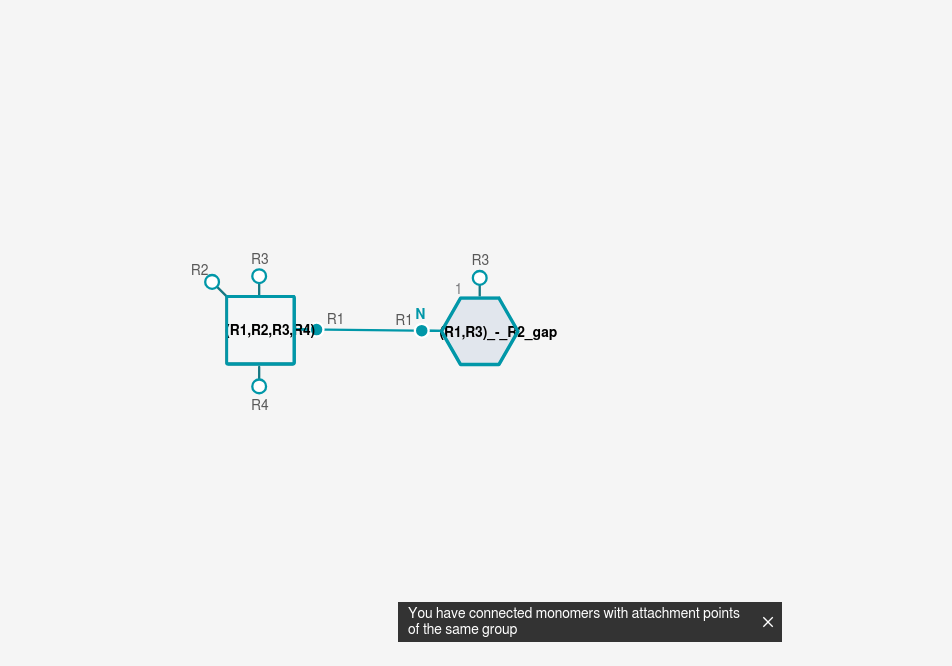 R3
R2
(R1,R2,R3,R4)
R1
R4
R3
1
N
R1
(R1,R3)_-_R2_gap
You have connected monomers with attachment points
of the same group